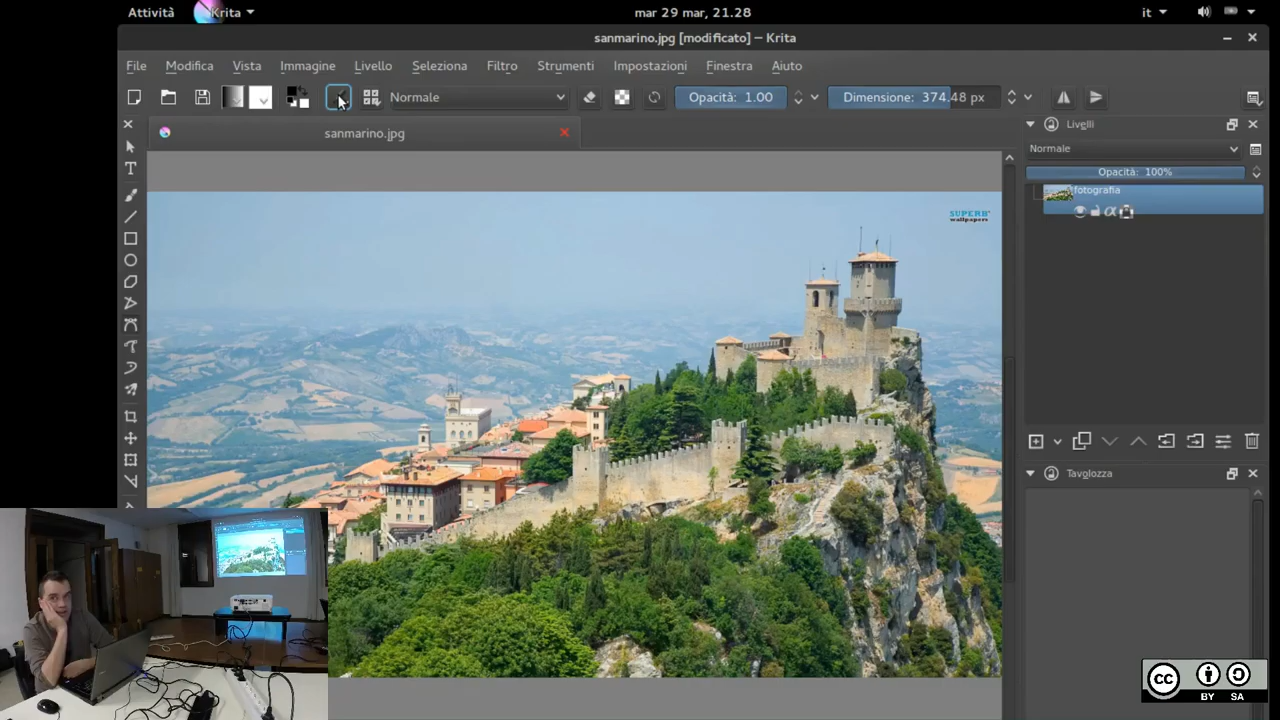 Attività
Krita
mar 29 mar, 21.28
it
sanmarino.jpg [modificato] – Krita
File Modifica Vista Immagine Livello Seleziona Filtro Strumenti Impostazioni Finestra Aiuto
Normale
Opacità: 1.00
Dimensione: 374.48 px
sanmarino.jpg
Livelli
Normale
Opacità: 100%
fotografia
SUPERB
wallpapers
Tavolozza
CC
BY SA